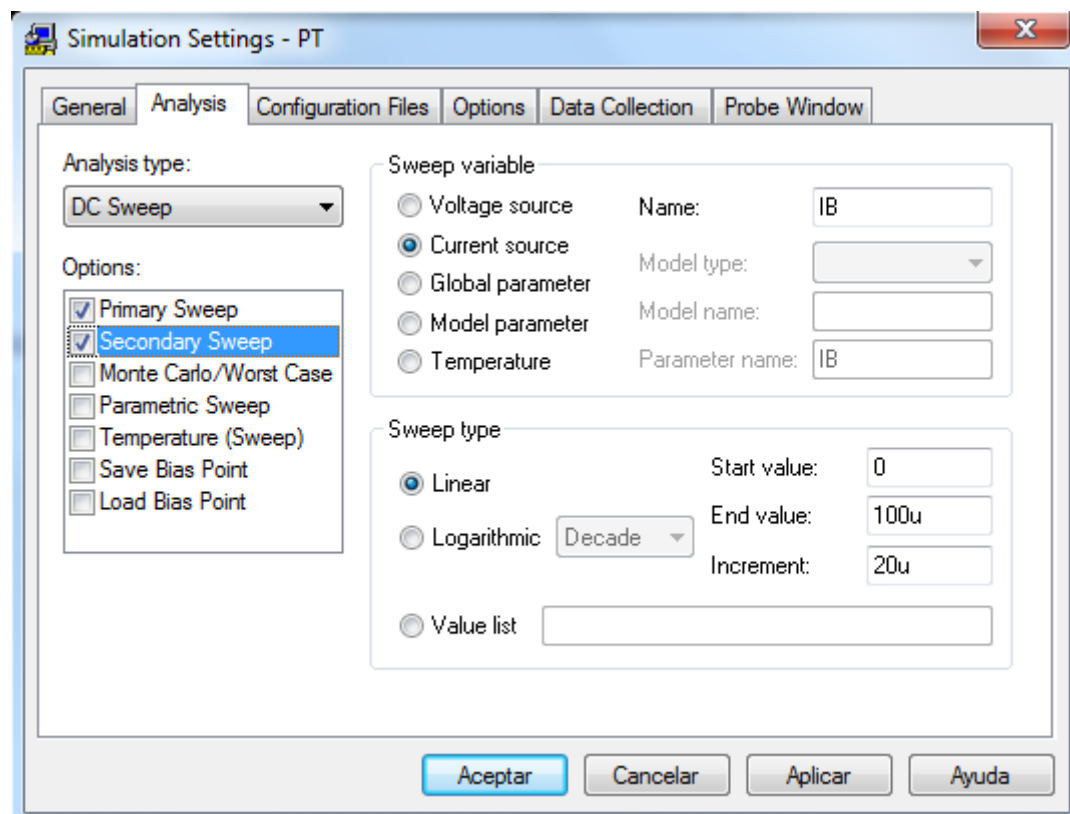 Simulation Settings - PT
General Analysis Configuration Files Options Data Collection Probe Window
Analysis type:
DC Sweep
Options:
Primary Sweep
Secondary Sweep
Monte Carlo/Worst Case
Parametric Sweep
Temperature (Sweep)
Save Bias Point
Load Bias Point
Sweep variable
Voltage source Name: IB
Current source
Model type:
Global parameter
Model name:
Model parameter
Temperature Parameter name: IB
Sweep type
Start value: 0
Linear
End value: 100u
Logarithmic Decade
Increment: 20u
Value list
Aceptar Cancelar Aplicar Ayuda